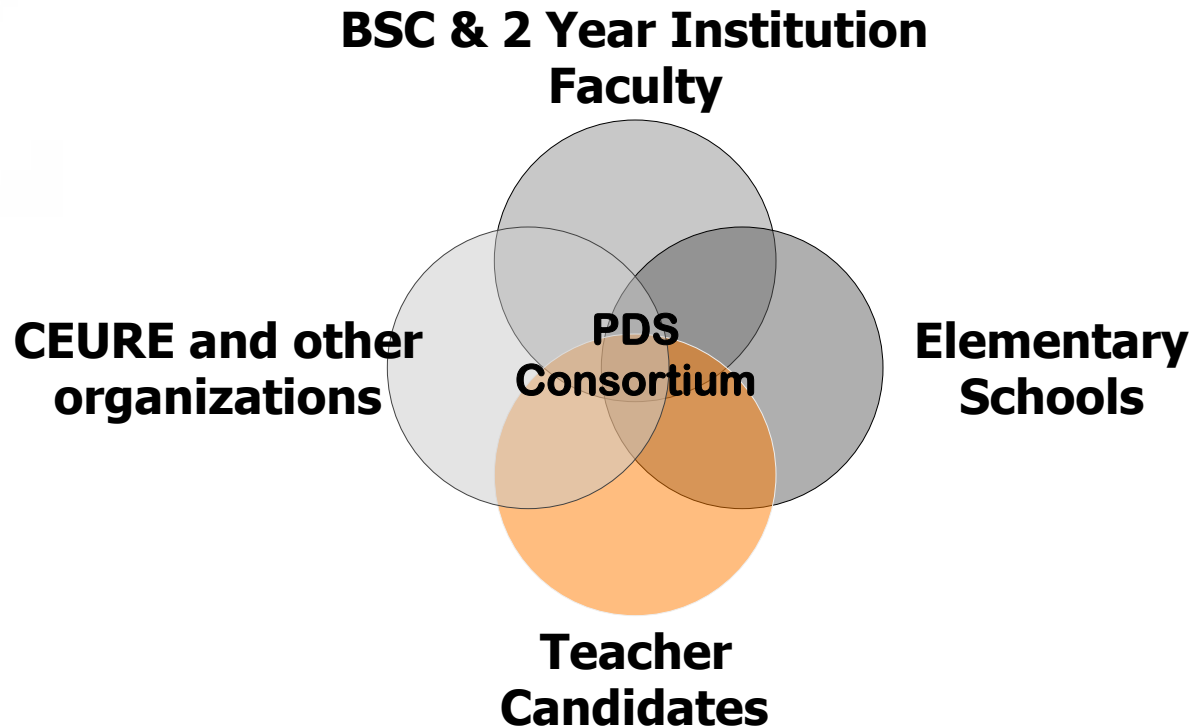 BSC & 2 Year Institution
Faculty
PDS
Consortium
CEURE and other
organizations
Elementary
Schools
Teacher
Candidates